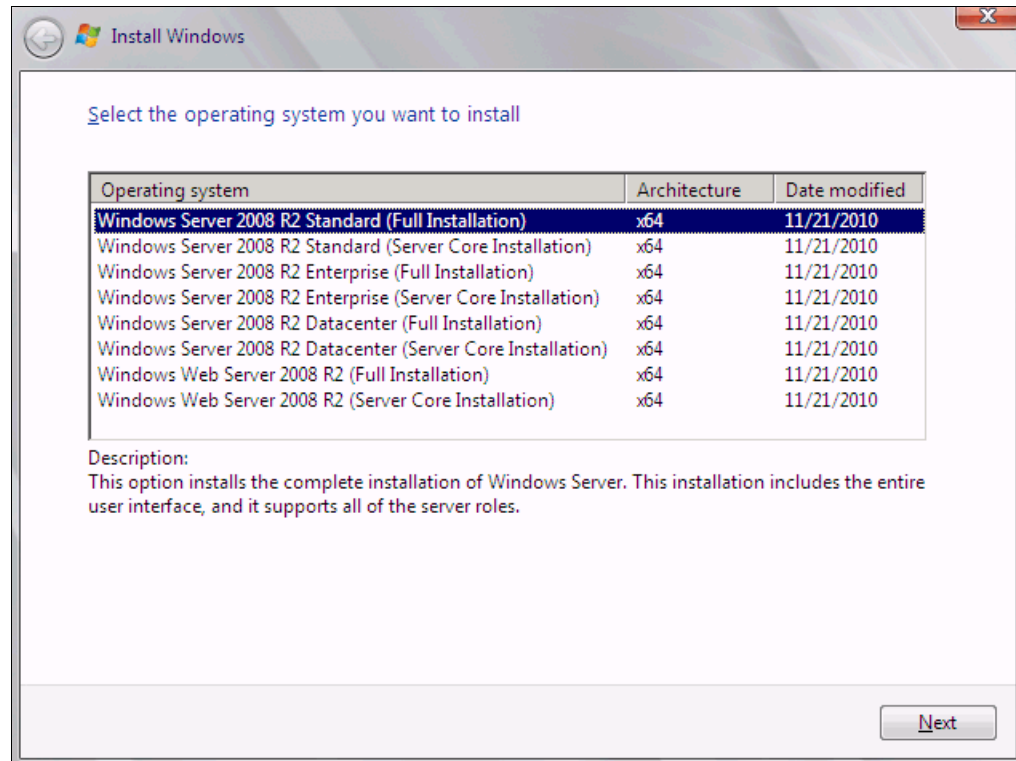 Install Windows
Select the operating system you want to install
Operating system Architecture Date modified
Windows Server 2008 R2 Standard (Full Installation) x64 11/21/2010
Windows Server 2008 R2 Standard (Server Core Installation) x64 11/21/2010
Windows Server 2008 R2 Enterprise (Full Installation) x64 11/21/2010
Windows Server 2008 R2 Enterprise (Server Core Installation) x64 11/21/2010
Windows Server 2008 R2 Datacenter (Full Installation) x64 11/21/2010
Windows Server 2008 R2 Datacenter (Server Core Installation) x64 11/21/2010
Windows Web Server 2008 R2 (Full Installation) x64 11/21/2010
Windows Web Server 2008 R2 (Server Core Installation) x64 11/21/2010
Description:
This option installs the complete installation of Windows Server. This installation includes the entire
user interface, and it supports all of the server roles.
Next